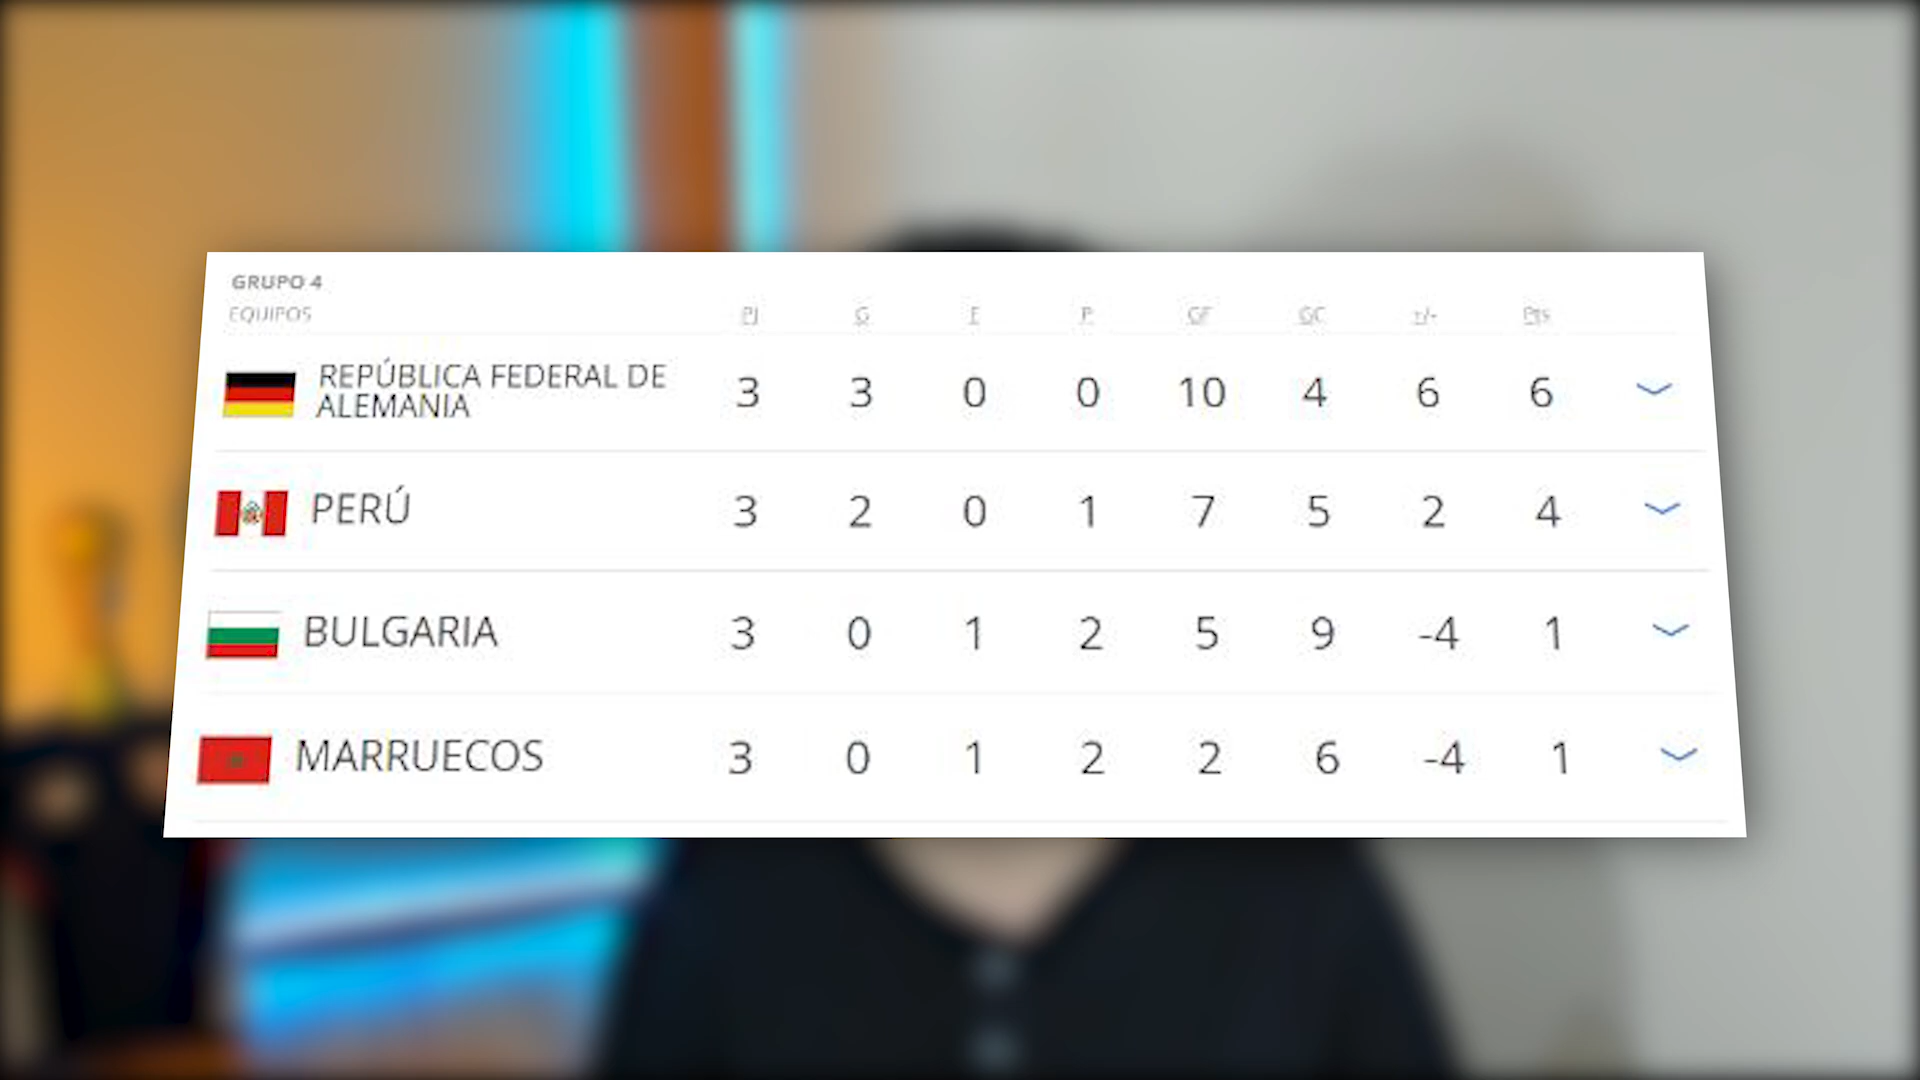 GRUPO 4
EQUIPOS PJ G E P GF GC +/- Pts
REPÚBLICA FEDERAL DE
ALEMANIA 3 3 0 0 10 4 6 6
PERÚ 3 2 0 1 7 5 2 4
BULGARIA 3 0 1 2 5 9 -4 1
MARRUECOS 3 0 1 2 2 6 -4 1